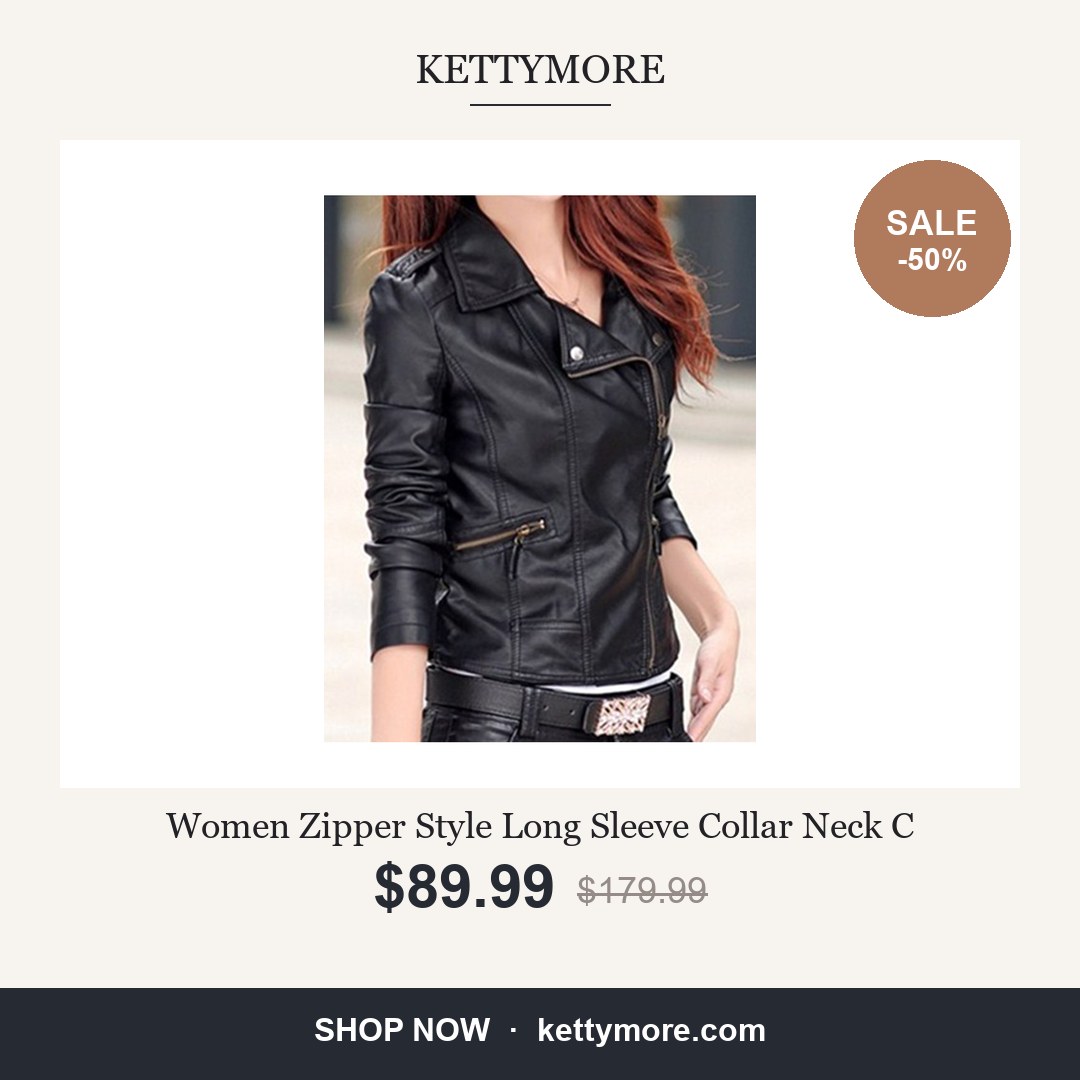 KETTYMORE
SALE
-50%
Women Zipper Style Long Sleeve Collar Neck C
$89.99 $179.99
SHOP NOW · kettymore.com